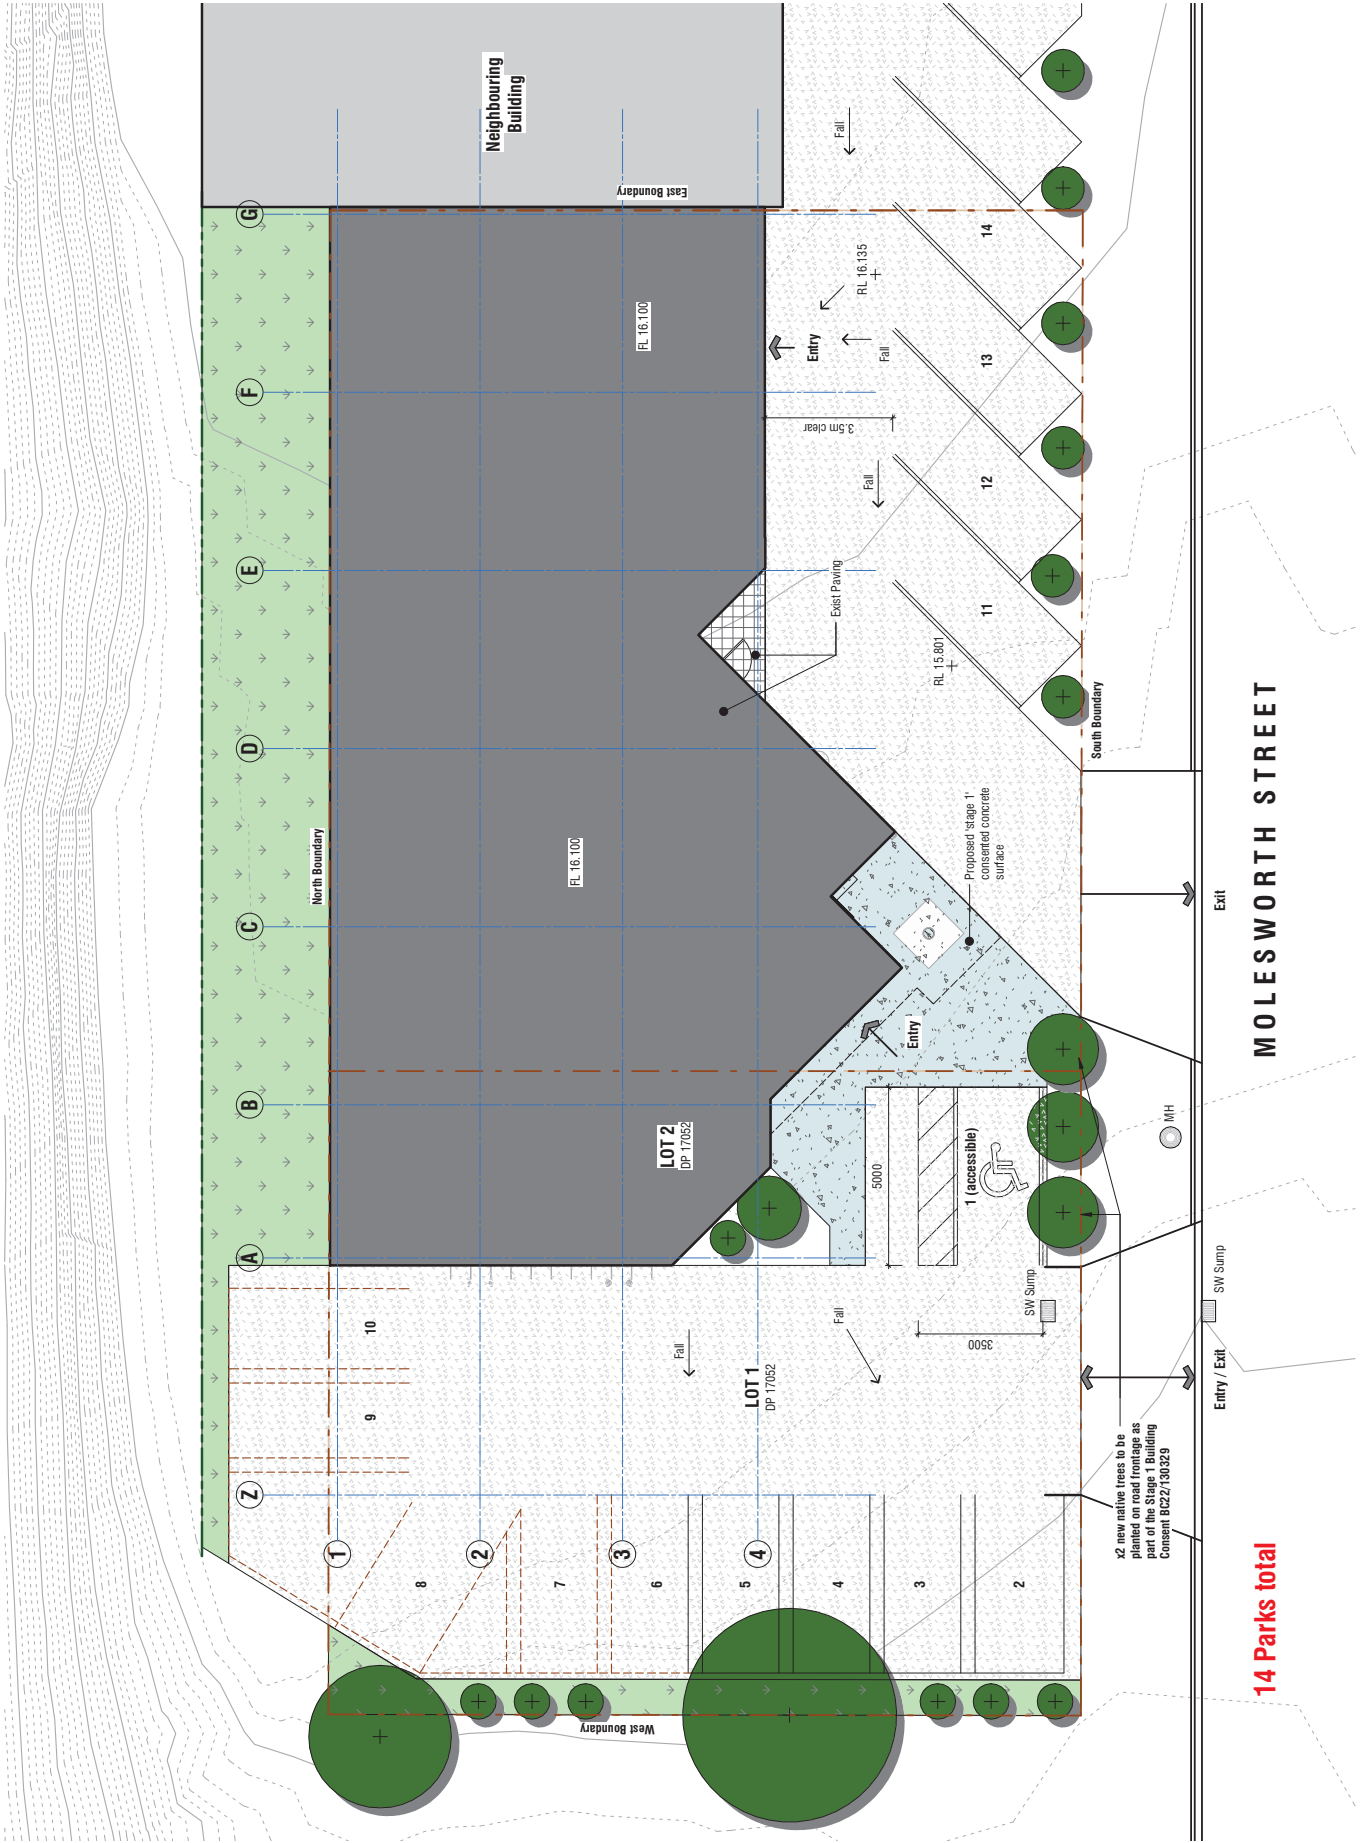 Neighbouring
Building
East Boundary
G
F
E
D
C
B
A
Z
1
2
3
4
North Boundary
FL 16.100
FL 16.100
LOT 2
DP 17052
LOT 1
DP 17052
Fall
14
RL 16.135
Entry
Fall
13
3.5m clear
Fall
12
Exist Paving
11
RL 15.801
South Boundary
Proposed 'stage 1'
consented concrete
surface
Entry
5000
1 (accessible)
3500
SW Sump
SW Sump
MH
Fall
Fall
10
9
8
7
6
5
4
3
2
West Boundary
Exit
Entry / Exit
x2 new native trees to be
planted on road frontage as
part of the Stage 1 Building
Consent BC22/130329
MOLESWORTH STREET
14 Parks total